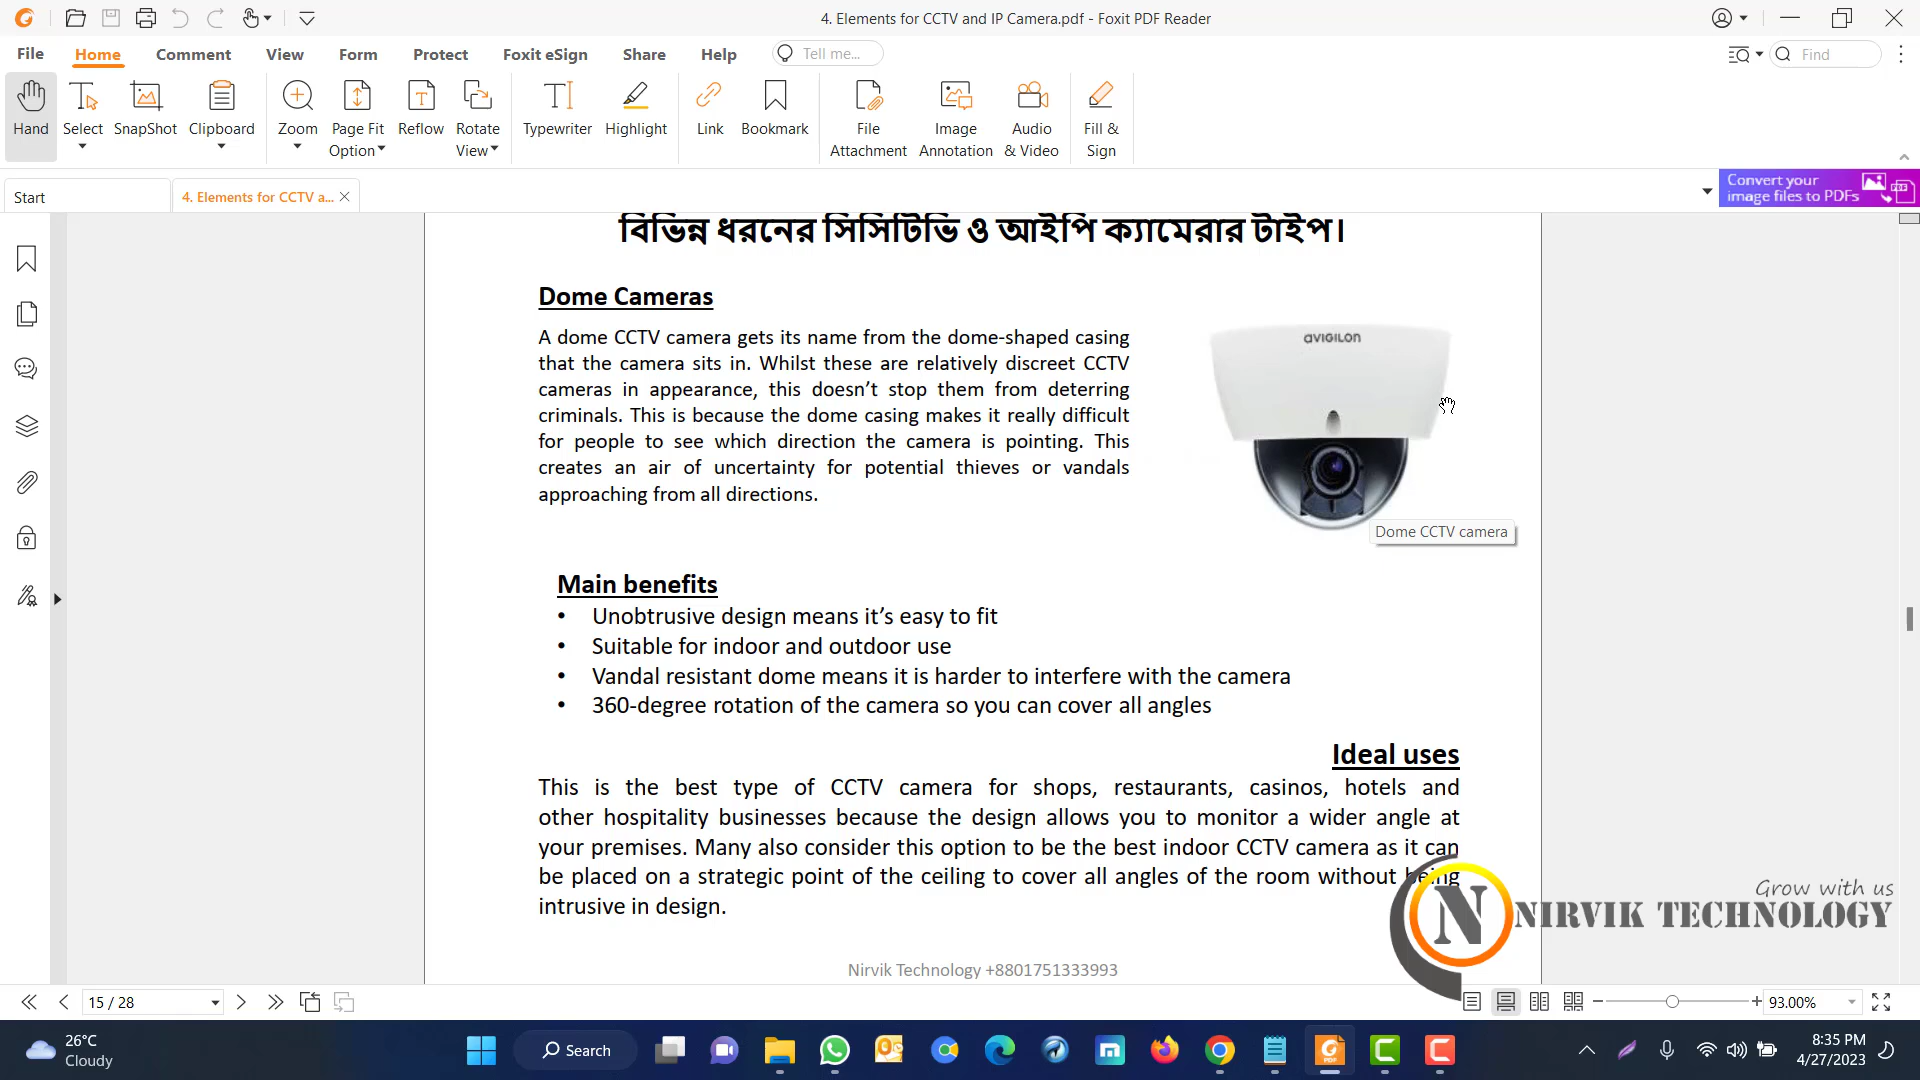 4. Elements for CCTV and IP Camera.pdf - Foxit PDF Reader
File Home Comment View Form Protect Foxit eSign Share Help Tell me... Find
Hand Select SnapShot Clipboard Zoom Page Fit Option Reflow Rotate View Typewriter Highlight Link Bookmark File Attachment Image Annotation Audio & Video Fill & Sign
Start 4. Elements for CCTV a...
Convert your
image files to PDFs
বিভিন্ন ধরনের সিসিটিভি ও আইপি ক্যামেরার টাইপ।
Dome Cameras
A dome CCTV camera gets its name from the dome-shaped casing
that the camera sits in. Whilst these are relatively discreet CCTV
cameras in appearance, this doesn’t stop them from deterring
criminals. This is because the dome casing makes it really difficult
for people to see which direction the camera is pointing. This
creates an air of uncertainty for potential thieves or vandals
approaching from all directions.
AVIGILON
Dome CCTV camera
Main benefits
• Unobtrusive design means it’s easy to fit
• Suitable for indoor and outdoor use
• Vandal resistant dome means it is harder to interfere with the camera
• 360-degree rotation of the camera so you can cover all angles
Ideal uses
This is the best type of CCTV camera for shops, restaurants, casinos, hotels and
other hospitality businesses because the design allows you to monitor a wider angle at
your premises. Many also consider this option to be the best indoor CCTV camera as it can
be placed on a strategic point of the ceiling to cover all angles of the room without being
intrusive in design.
Grow with us
N NIRVIK TECHNOLOGY
Nirvik Technology +8801751333993
15 / 28
93.00%
26°C
Cloudy
Search
8:35 PM
4/27/2023